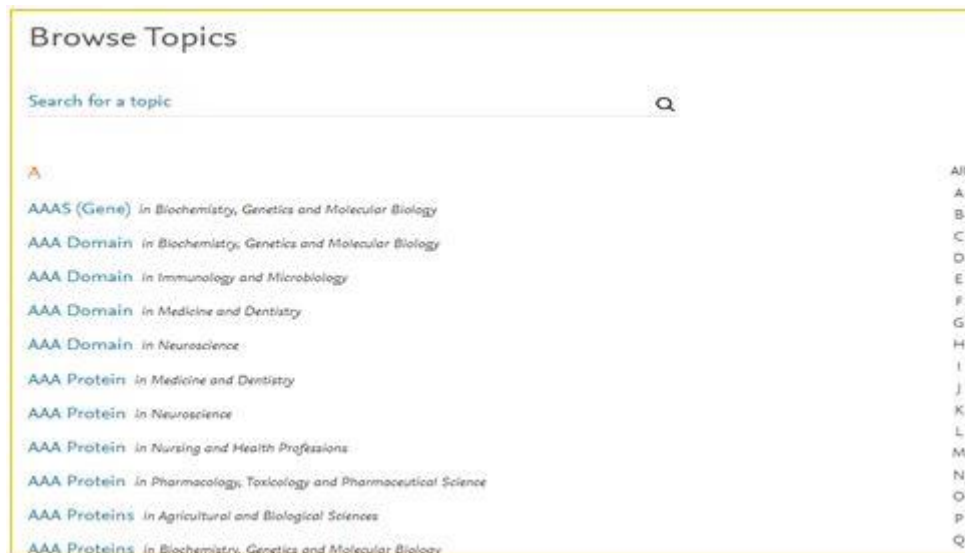 Browse Topics
Search for a topic
A
AAAS (Gene) in Biochemistry, Genetics and Molecular Biology
AAA Domain in Biochemistry, Genetics and Molecular Biology
AAA Domain in Immunology and Microbiology
AAA Domain in Medicine and Dentistry
AAA Domain in Neuroscience
AAA Protein in Medicine and Dentistry
AAA Protein in Neuroscience
AAA Protein in Nursing and Health Professions
AAA Protein in Pharmacology, Toxicology and Pharmaceutical Science
AAA Proteins in Agricultural and Biological Sciences
AAA Proteins in Biochemistry, Genetics and Molecular Biology
All
A
B
C
D
E
F
G
H
I
J
K
L
M
N
O
P
Q